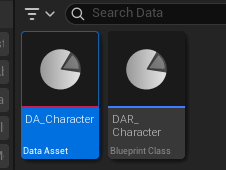 Search Data
DA_Character
DAR_
Character
Data Asset
Blueprint Class